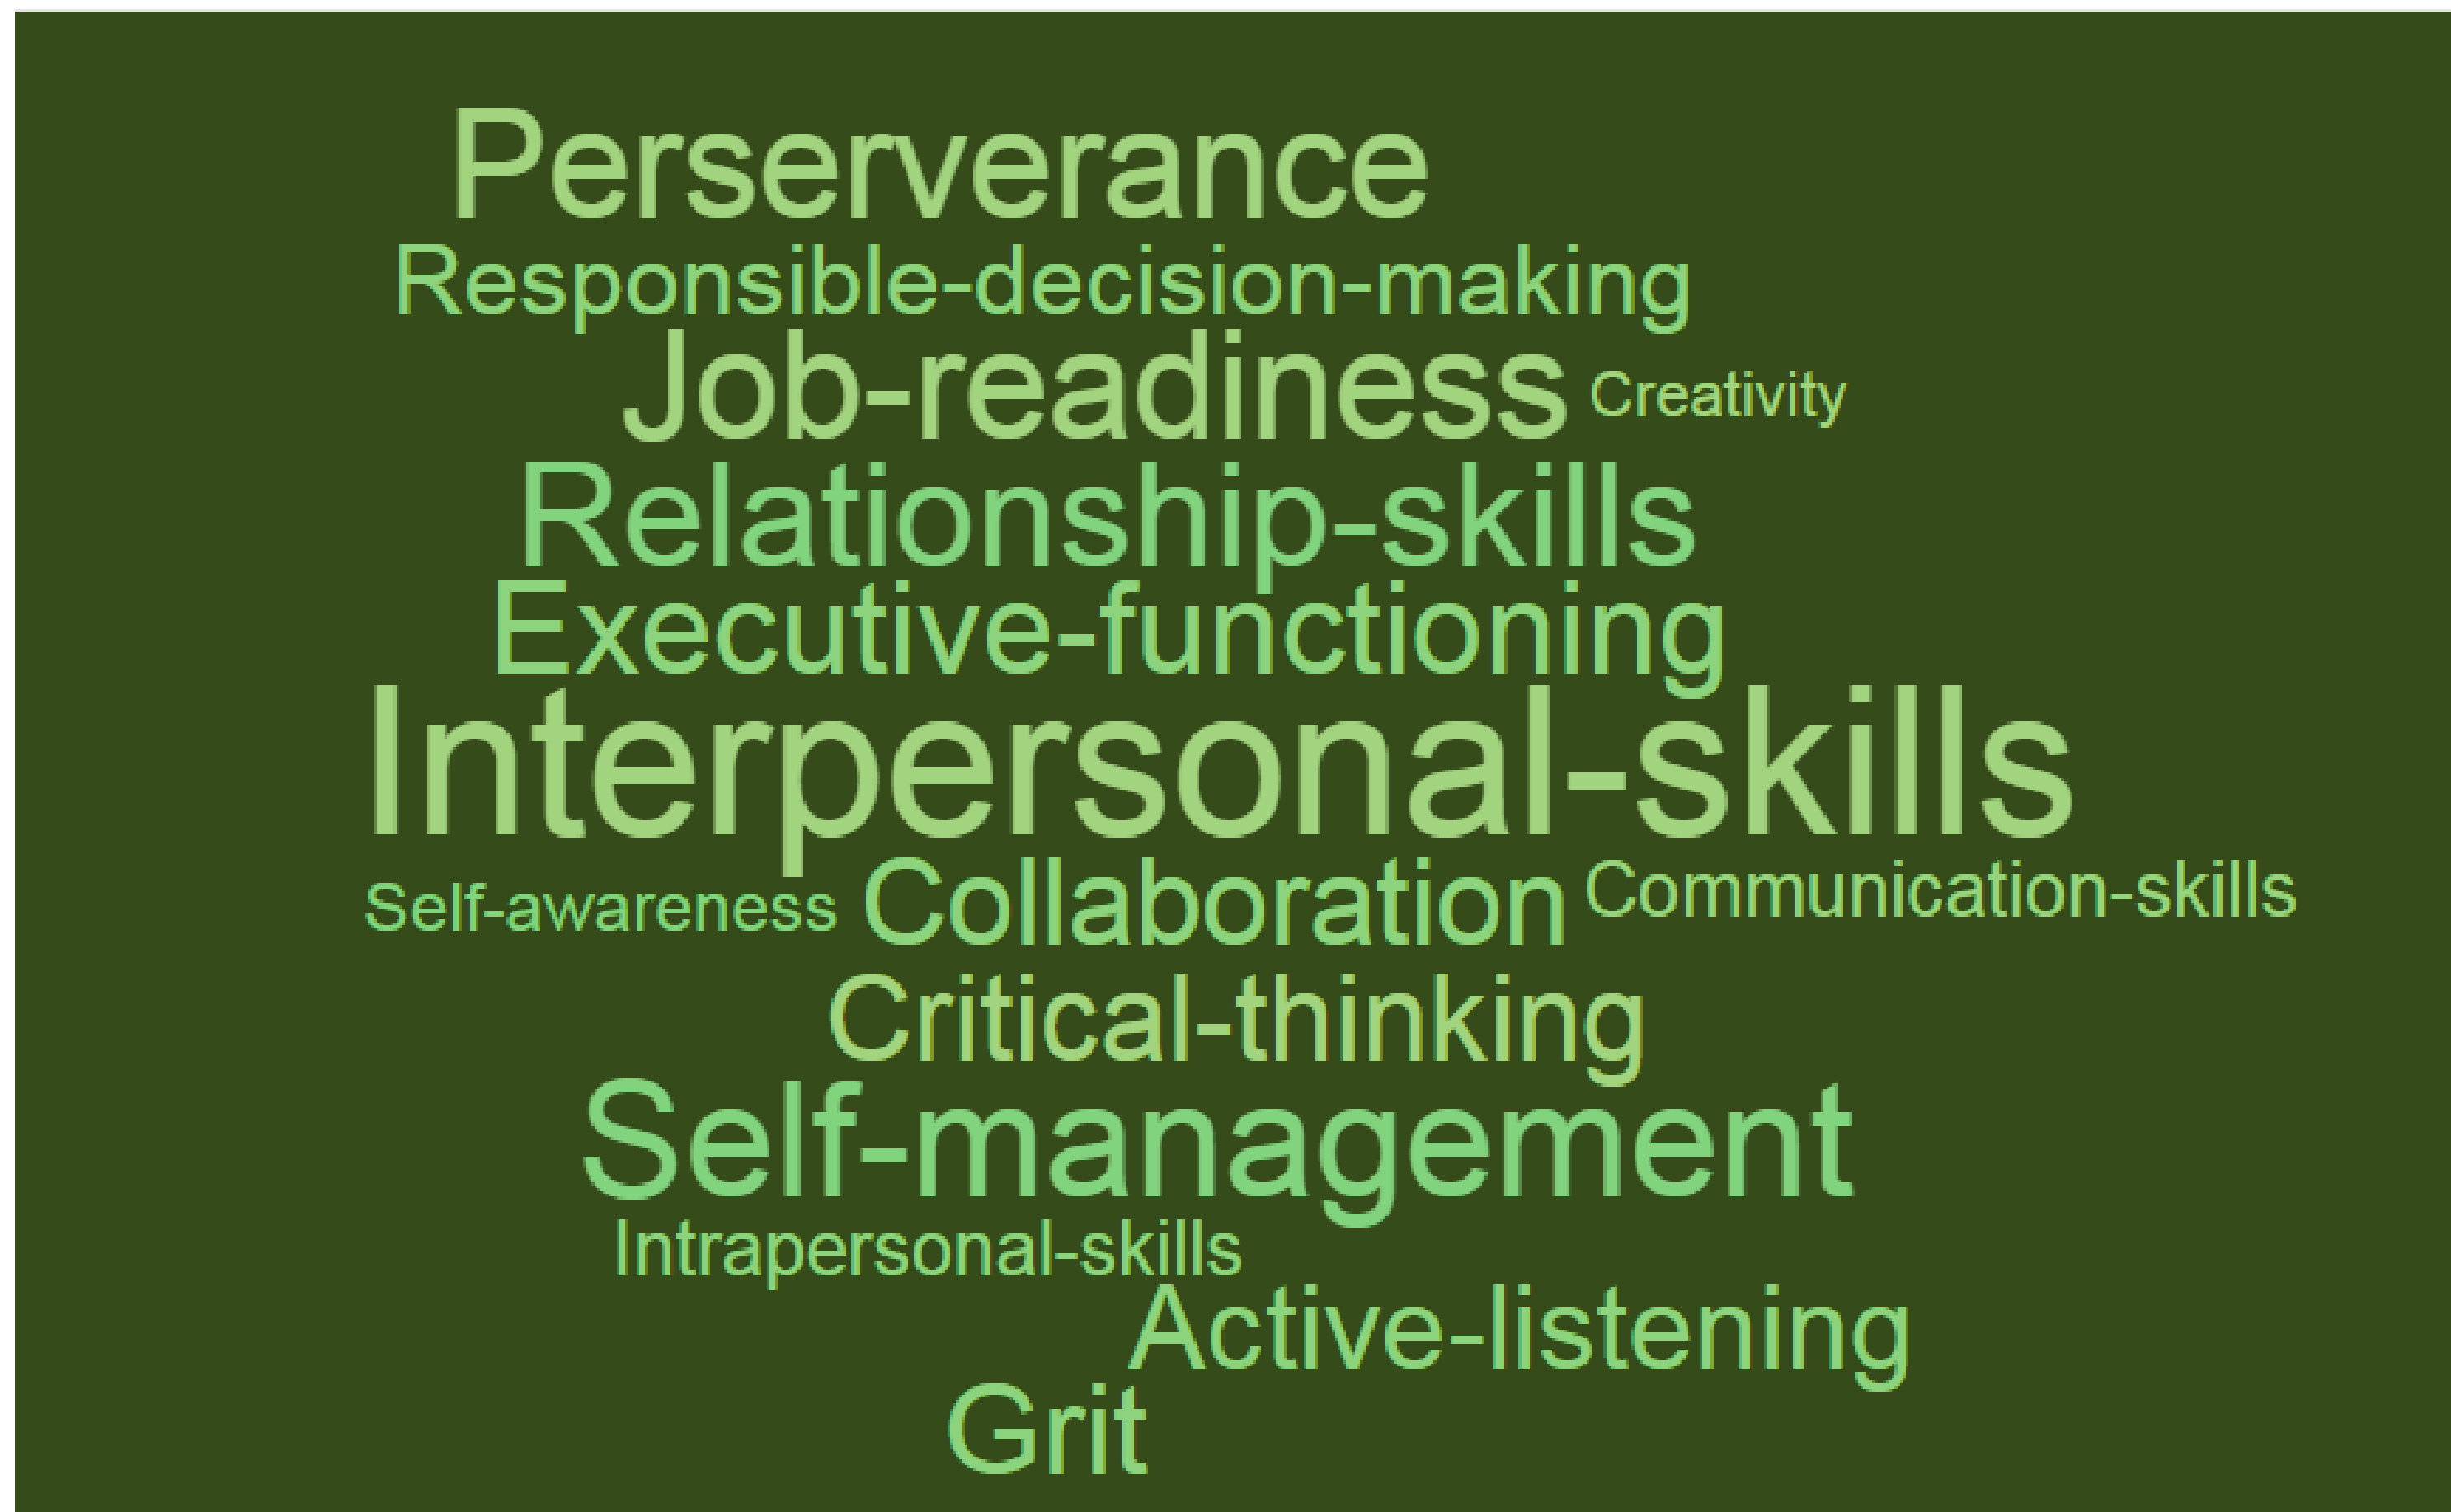 Perserverance
Responsible-decision-making
Job-readiness Creativity
Relationship-skills
Executive-functioning
Interpersonal-skills
Self-awareness Collaboration Communication-skills
Critical-thinking
Self-management
Intrapersonal-skills
Active-listening
Grit